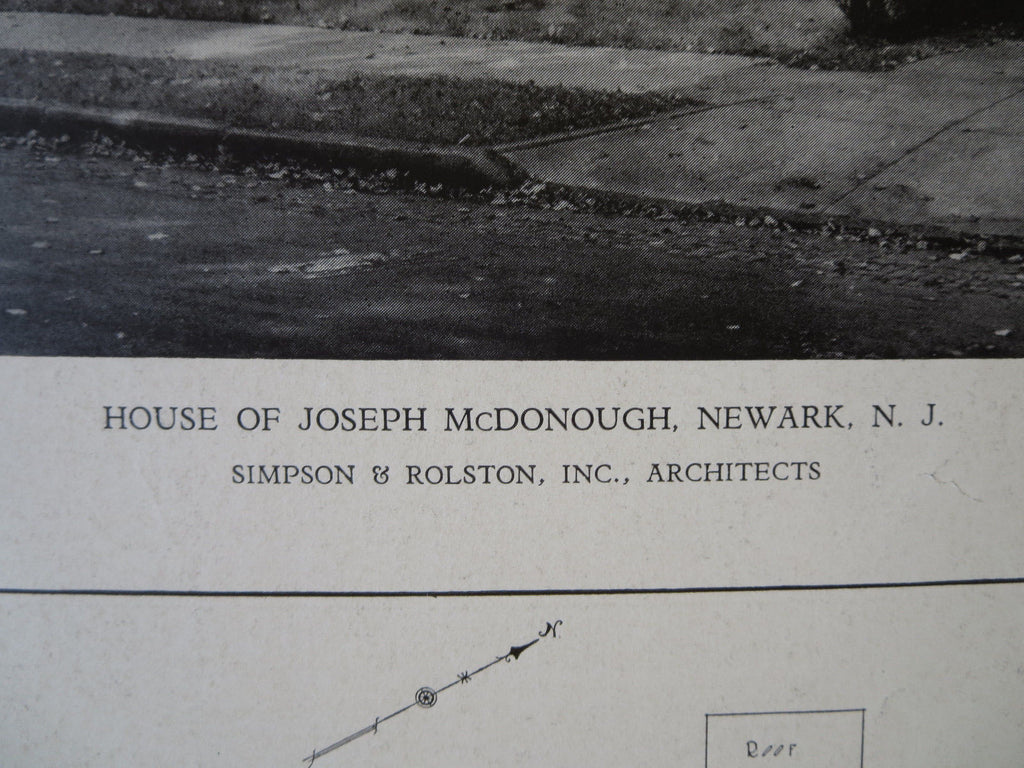 HOUSE OF JOSEPH McDONOUGH, NEWARK, N. J.
SIMPSON & ROLSTON, INC., ARCHITECTS
N.
ROOF